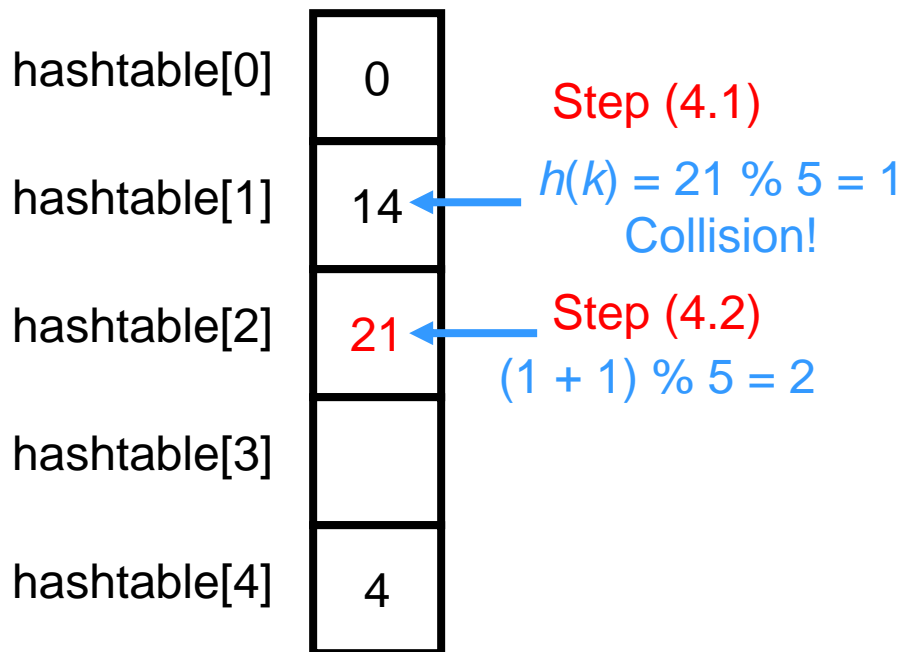 hashtable[0] 0
Step (4.1)
hashtable[1] 14 h(k) = 21 % 5 = 1
Collision!
hashtable[2] 21 Step (4.2)
(1 + 1) % 5 = 2
hashtable[3]
hashtable[4] 4